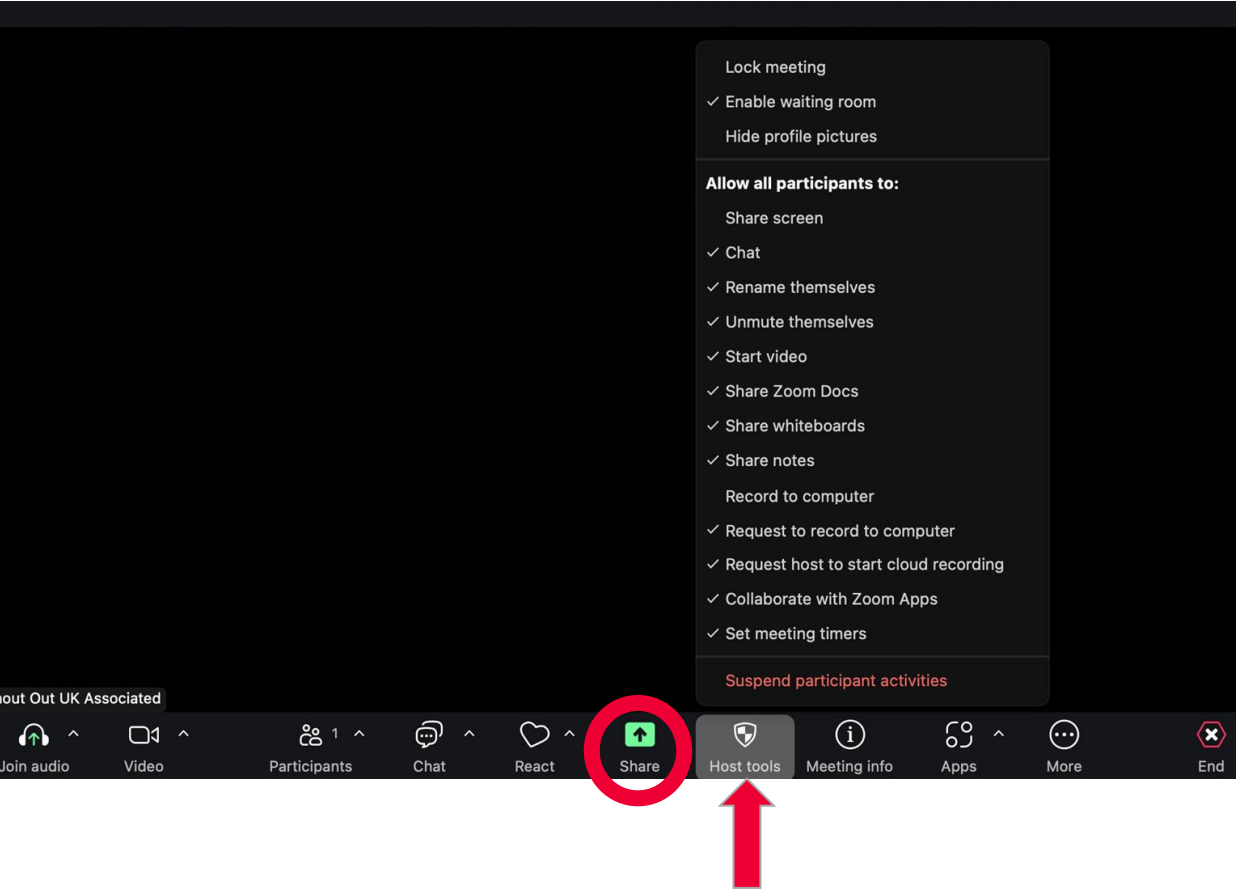 Lock meeting
✓ Enable waiting room
Hide profile pictures
Allow all participants to:
Share screen
✓ Chat
✓ Rename themselves
✓ Unmute themselves
✓ Start video
✓ Share Zoom Docs
✓ Share whiteboards
✓ Share notes
Record to computer
✓ Request to record to computer
✓ Request host to start cloud recording
✓ Collaborate with Zoom Apps
✓ Set meeting timers
Suspend participant activities
Out UK Associated
1
Join audio Video Participants Chat React Share Host tools Meeting info Apps More End